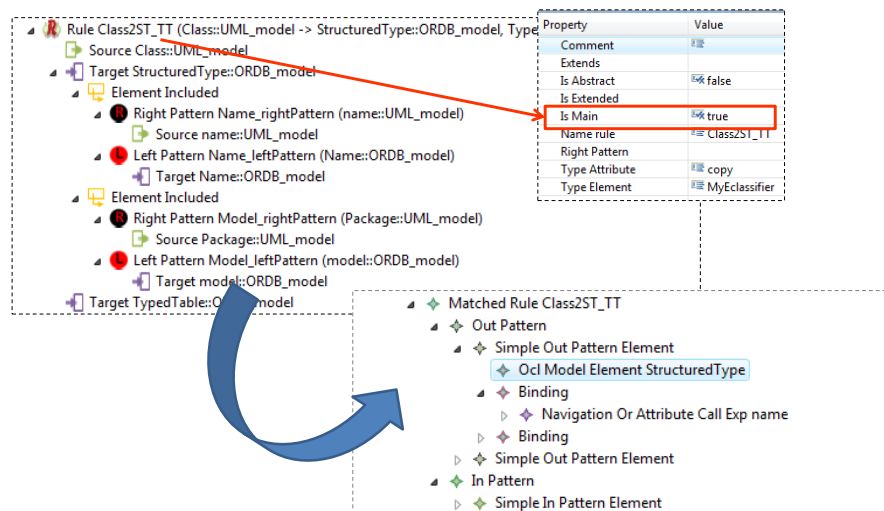 Rule Class2ST_TT (Class::UML_model -> StructuredType::ORDB_model, Type
Source Class::UML_model
Target StructuredType::ORDB_model
Element Included
R Right Pattern Name_rightPattern (name::UML_model)
Source name::UML_model
L Left Pattern Name_leftPattern (Name::ORDB_model)
Target Name::ORDB_model
Element Included
R Right Pattern Model_rightPattern (Package::UML_model)
Source Package::UML_model
L Left Pattern Model_leftPattern (model::ORDB_model)
Target model::ORDB_model
Target TypedTable::ORDB_model
Property Value
Comment
Extends
Is Abstract false
Is Extended
Is Main true
Name rule Class2ST_TT
Right Pattern
Type Attribute copy
Type Element MyEclassifier
Matched Rule Class2ST_TT
Out Pattern
Simple Out Pattern Element
Ocl Model Element StructuredType
Binding
Navigation Or Attribute Call Exp name
Binding
Simple Out Pattern Element
In Pattern
Simple In Pattern Element